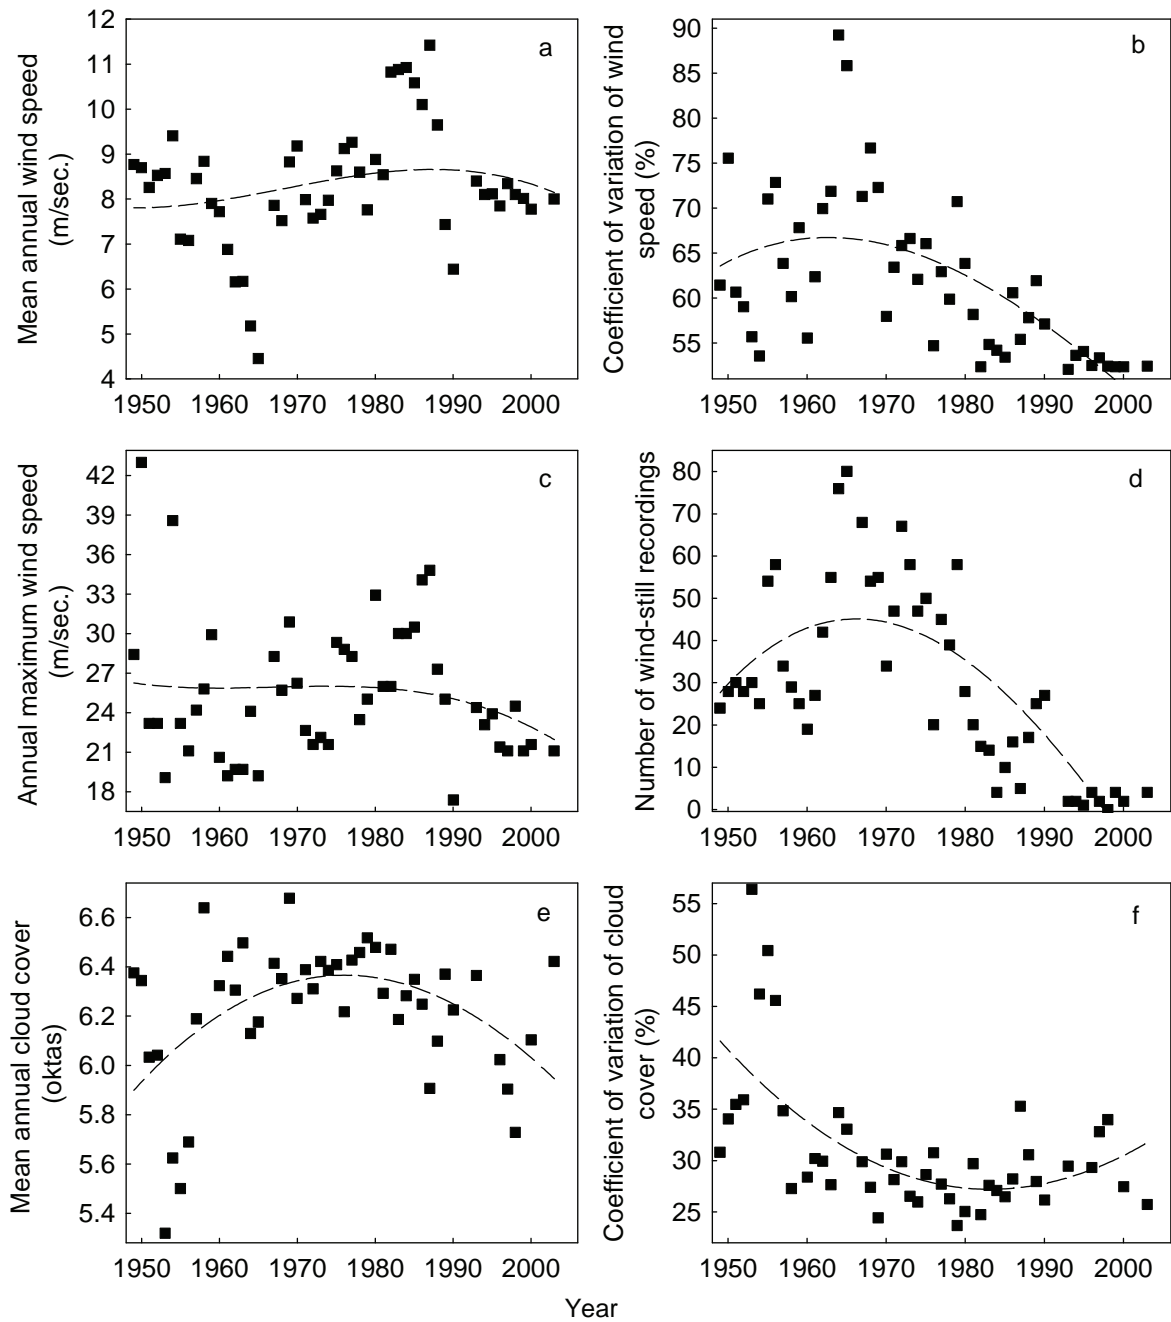 Mean annual wind speed
(m/sec.)
12
11
10
9
8
7
6
5
4
a
1950 1960 1970 1980 1990 2000
Coefficient of variation of wind
speed (%)
90
85
80
75
70
65
60
55
b
1950 1960 1970 1980 1990 2000
Annual maximum wind speed
(m/sec.)
42
39
36
33
30
27
24
21
18
c
1950 1960 1970 1980 1990 2000
Number of wind-still recordings
80
70
60
50
40
30
20
10
0
d
1950 1960 1970 1980 1990 2000
Mean annual cloud cover
(oktas)
6.6
6.4
6.2
6.0
5.8
5.6
5.4
e
1950 1960 1970 1980 1990 2000
Coefficient of variation of cloud
cover (%)
55
50
45
40
35
30
25
f
1950 1960 1970 1980 1990 2000
Year